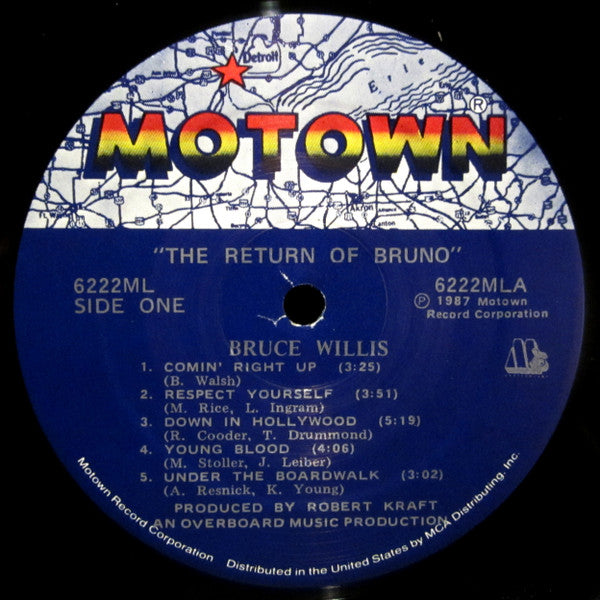 Detroit
Erie
MOTOWN®
Akron
Canton
"THE RETURN OF BRUNO"
6222ML
SIDE ONE
6222MLA
℗ 1987 Motown
Record Corporation
BRUCE WILLIS
1. COMIN' RIGHT UP (3:25)
(B. Walsh)
2. RESPECT YOURSELF (3:51)
(M. Rice, L. Ingram)
3. DOWN IN HOLLYWOOD (5:19)
(R. Cooder, T. Drummond)
4. YOUNG BLOOD (4:06)
(M. Stoller, J. Leiber)
5. UNDER THE BOARDWALK (3:02)
(A. Resnick, K. Young)
PRODUCED BY ROBERT KRAFT
AN OVERBOARD MUSIC PRODUCTION
Motown Record Corporation
Distributed in the United States by MCA Distributing, Inc.